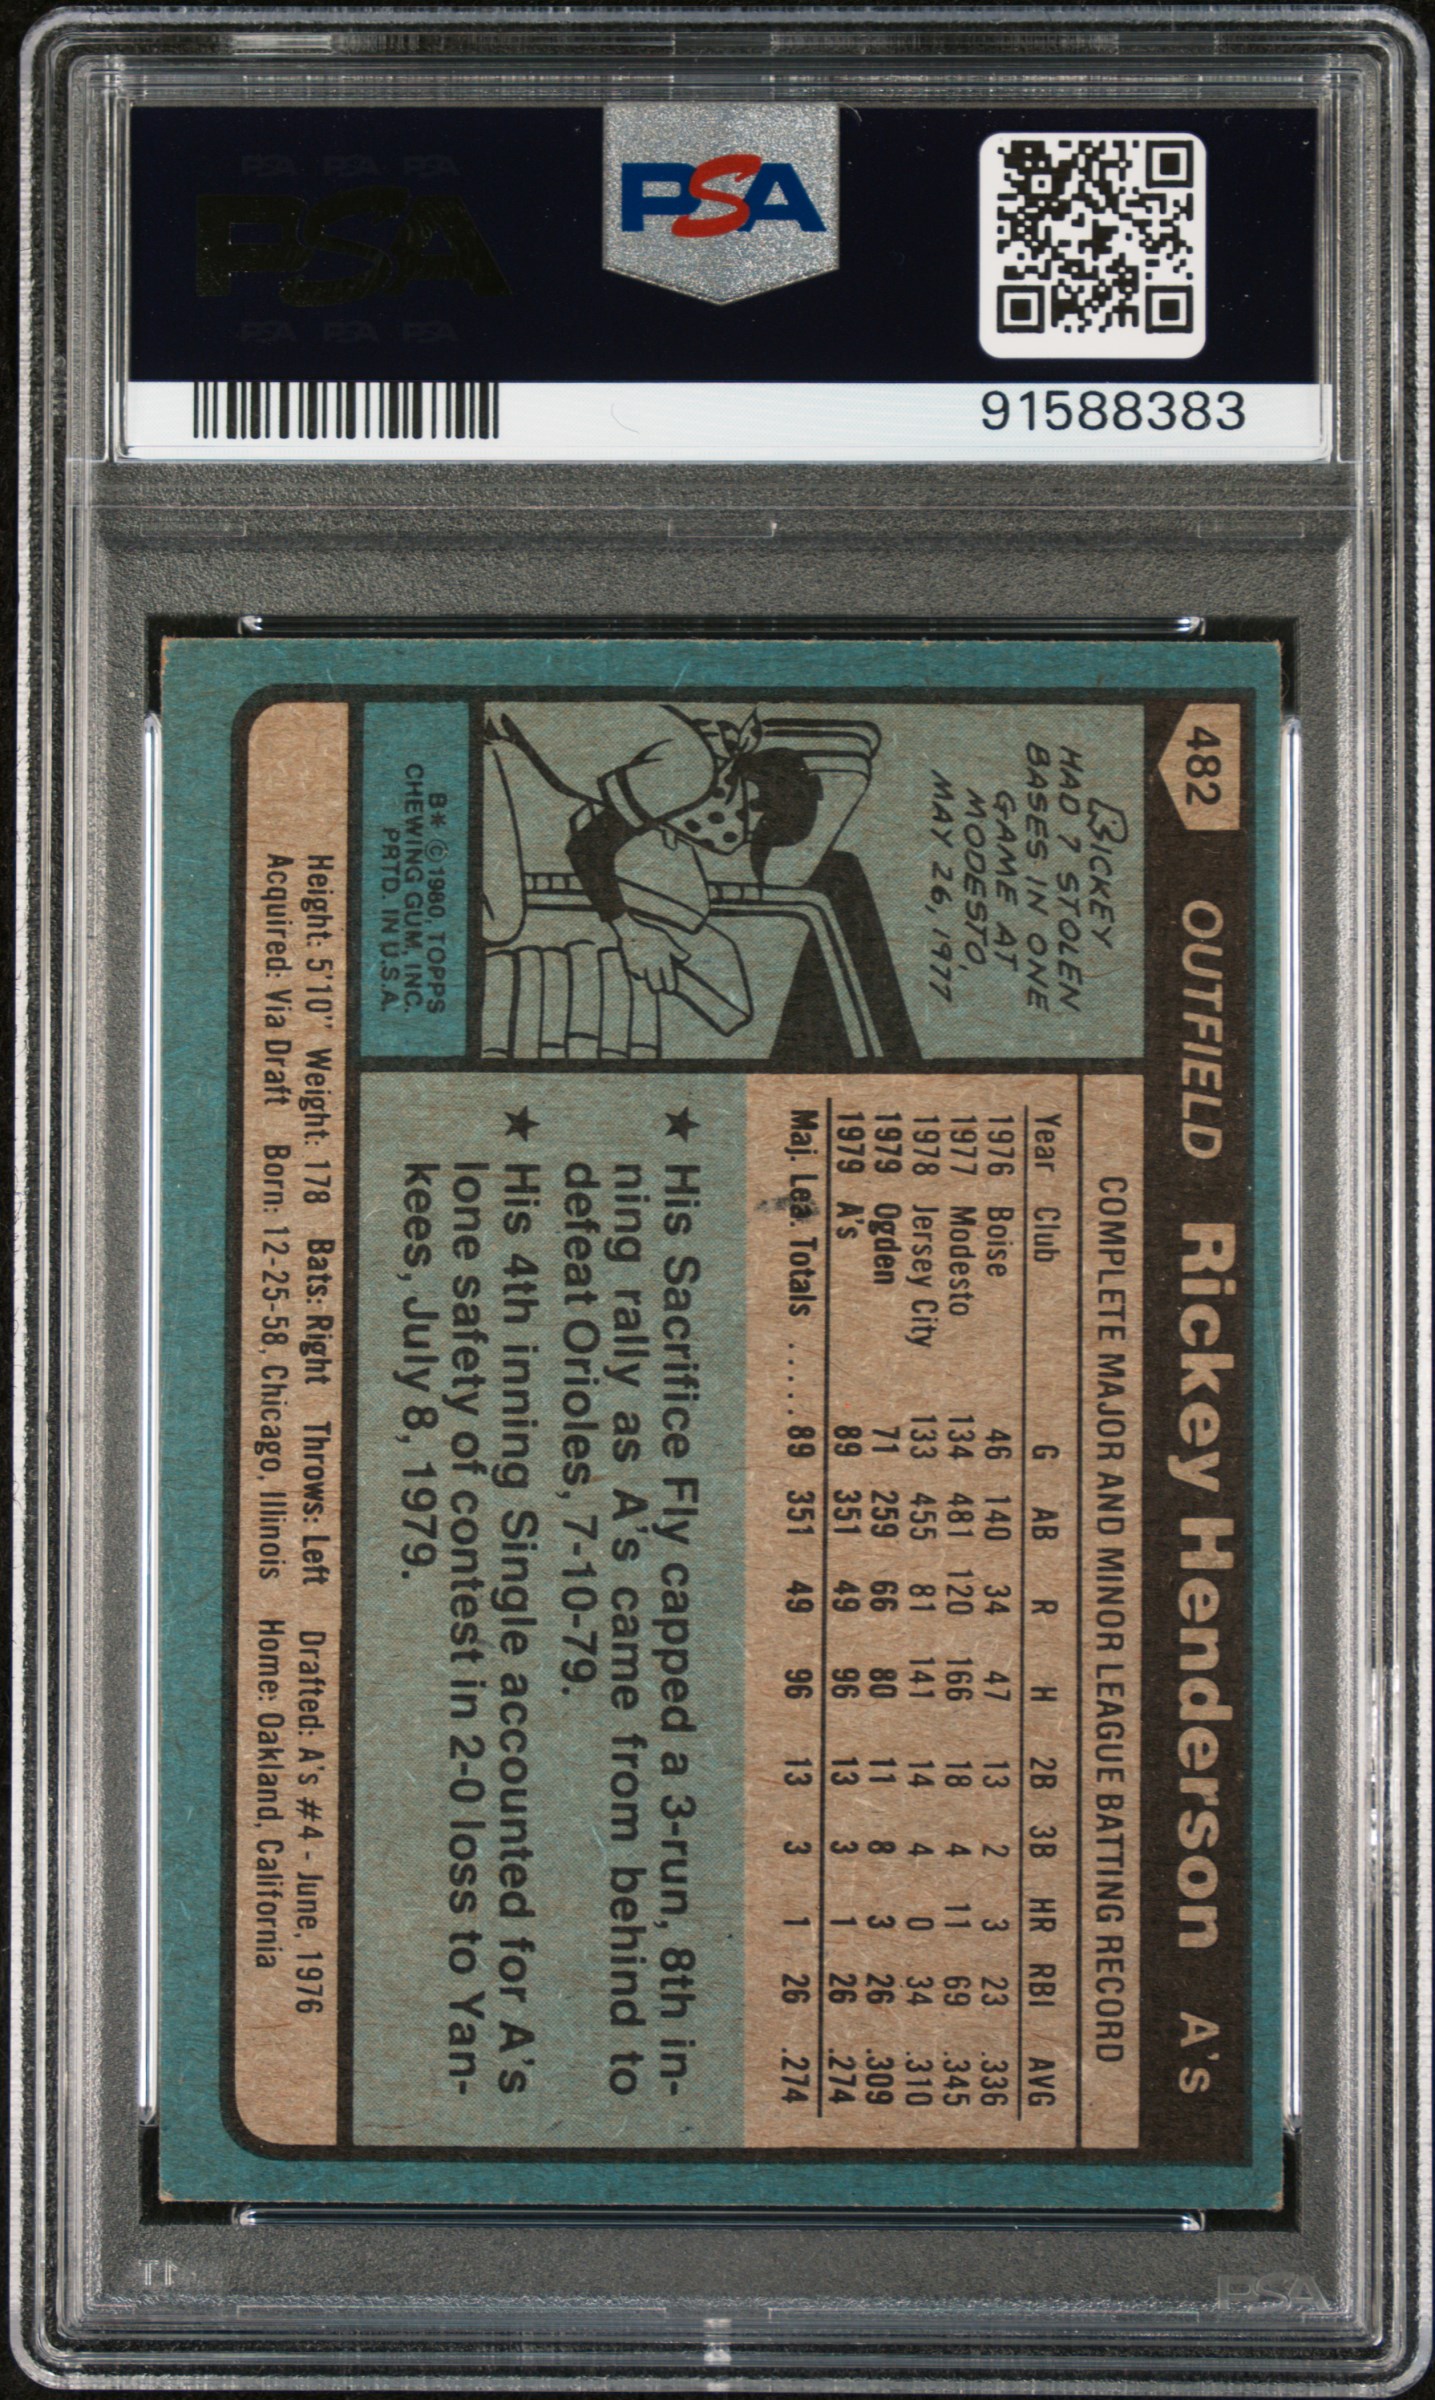 PSA PSA PSA
PSA
PSA PSA PSA
PSA
91588383
482 OUTFIELD Rickey Henderson A's
RICKEY
HAD 7 STOLEN
BASES IN ONE
GAME AT
MODESTO,
MAY 26, 1977
B* © 1980, TOPPS
CHEWING GUM, INC.
PRTD. IN U.S.A.
COMPLETE MAJOR AND MINOR LEAGUE BATTING RECORD
Year Club G AB R H 2B 3B HR RBI AVG
1976 Boise 46 140 34 47 13 2 3 23 .336
1977 Modesto 134 481 120 166 18 4 11 69 .345
1978 Jersey City 133 455 81 141 14 4 0 34 .310
1979 Ogden 71 259 66 80 11 8 3 26 .309
1979 A's 89 351 49 96 13 3 1 26 .274
Maj. Lea. Totals ..... 89 351 49 96 13 3 1 26 .274
★ His Sacrifice Fly capped a 3-run, 8th in-
ning rally as A's came from behind to
defeat Orioles, 7-10-79.
★ His 4th inning Single accounted for A's
lone safety of contest in 2-0 loss to Yan-
kees, July 8, 1979.
Height: 5'10" Weight: 178 Bats: Right Throws: Left Drafted: A's #4 - June, 1976
Acquired: Via Draft Born: 12-25-58, Chicago, Illinois Home: Oakland, California
PSA